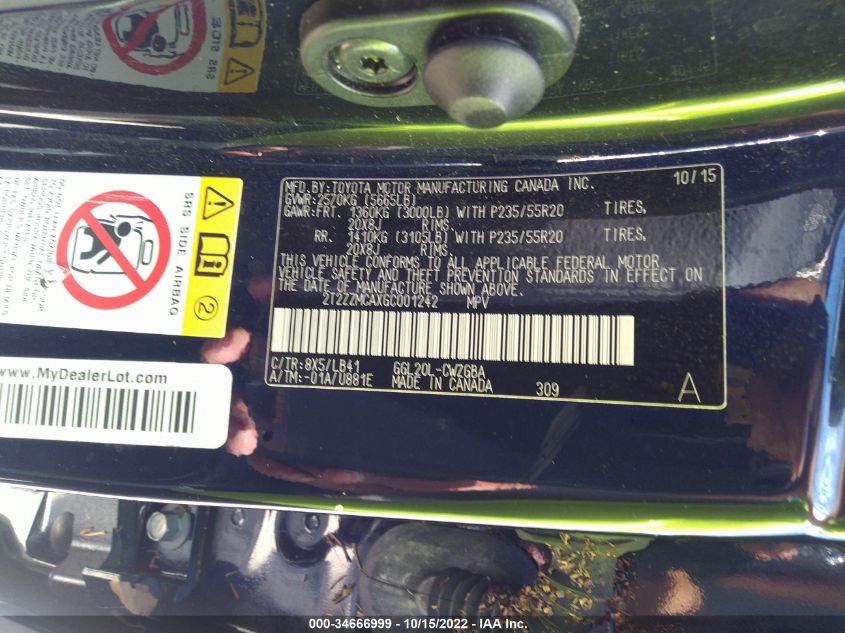 MFD.BY:TOYOTA MOTOR MANUFACTURING CANADA INC. 10/15
GVWR:2570KG (5665LB)
GAWR:FRT. 1360KG (3000LB) WITH P235/55R20 TIRES,
20X8J RIMS.
RR. 1410KG (3105LB) WITH P235/55R20 TIRES,
20X8J RIMS.
THIS VEHICLE CONFORMS TO ALL APPLICABLE FEDERAL MOTOR
VEHICLE SAFETY AND THEFT PREVENTION STANDARDS IN EFFECT ON
THE DATE OF MANUFACTURE SHOWN ABOVE.
2T2ZZMCAXGC001242 MPV
C/TR:8X5/LB41 GGL20L-CWZGBA
A/TM:-01A/U881E MADE IN CANADA 309 A
SRS SIDE AIRBAG
2
www.MyDealerLot.com
000-34666999 - 10/15/2022 - IAA Inc.